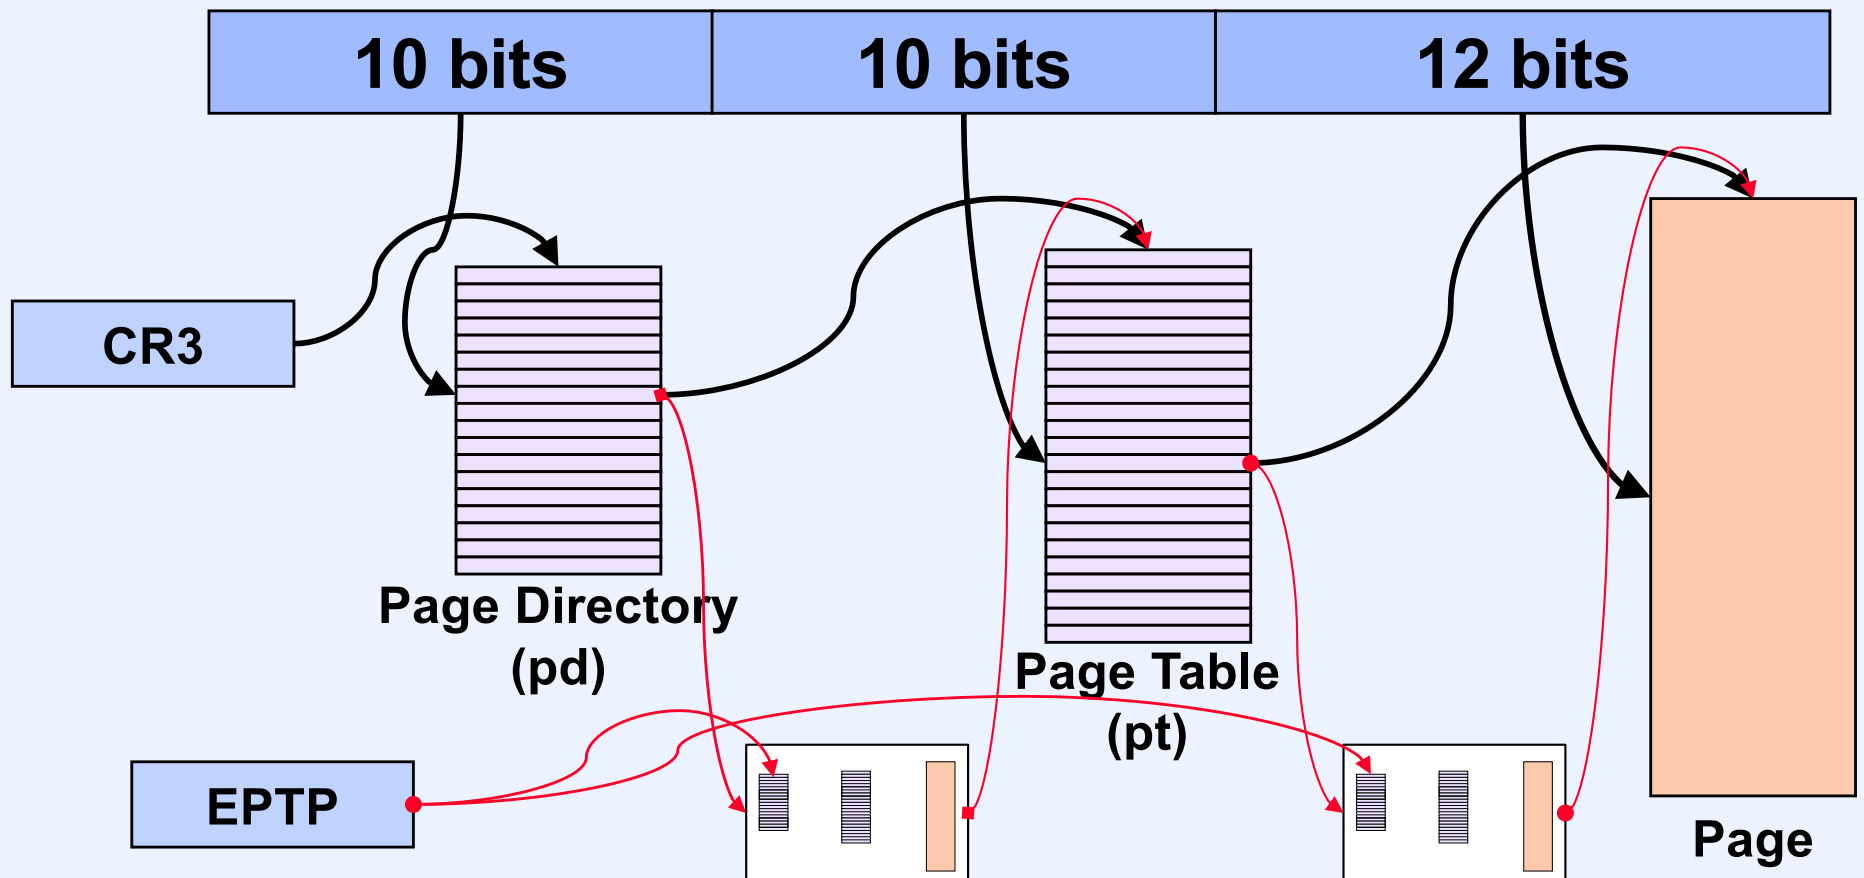 10 bits
10 bits
12 bits
CR3
Page Directory
(pd)
Page Table
(pt)
EPTP
Page